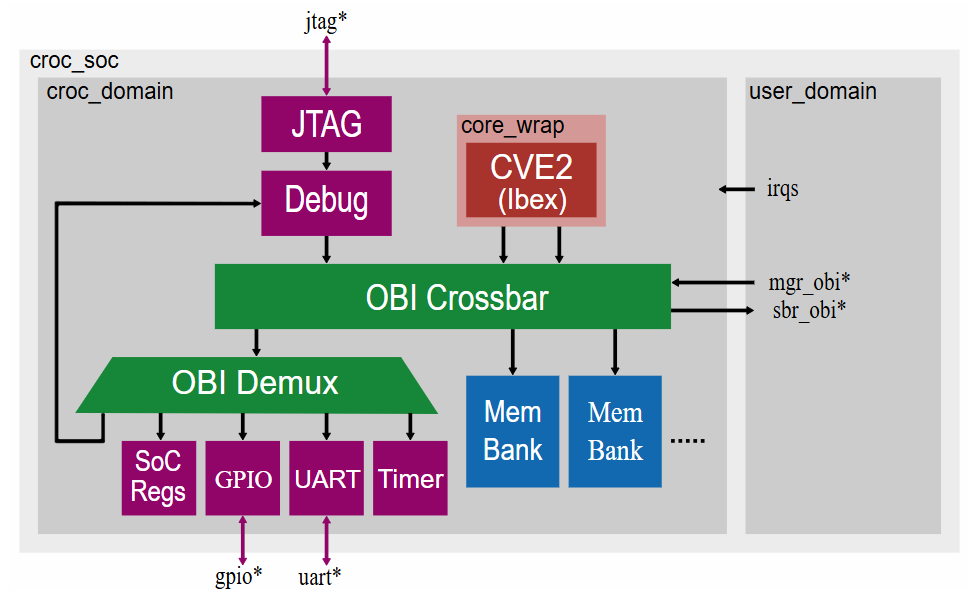 jtag*
croc_soc
croc_domain
user_domain
JTAG
core_wrap
CVE2
(Ibex)
Debug
irqs
OBI Crossbar
mgr_obi*
sbr_obi*
OBI Demux
Mem
Bank
Mem
Bank
SoC
Regs
GPIO
UART
Timer
gpio*
uart*